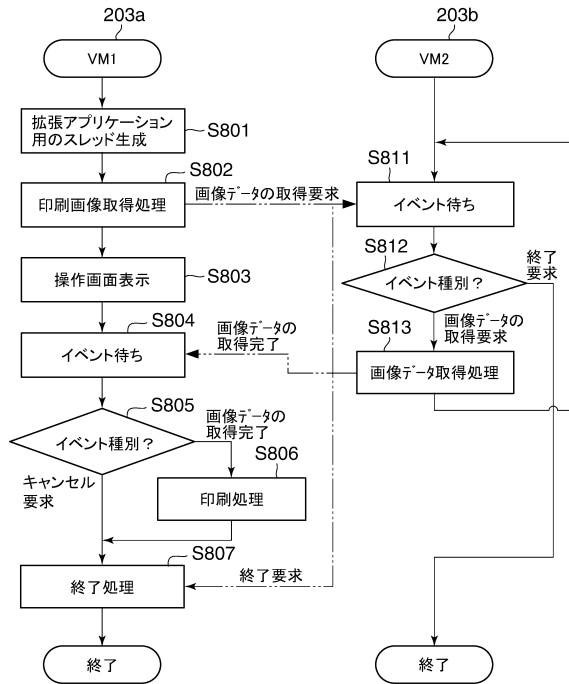 203a
VM1
拡張アプリケーション
用のスレッド生成
S801
S802
印刷画像取得処理
画像データの取得要求
操作画面表示
S803
S804
イベント待ち
画像データの
取得完了
S805
イベント種別？
画像データの
取得完了
キャンセル
要求
S806
印刷処理
S807
終了処理
終了要求
終了
203b
VM2
S811
イベント待ち
S812
イベント種別？
終了
要求
画像データの
取得要求
S813
画像データ取得処理
終了